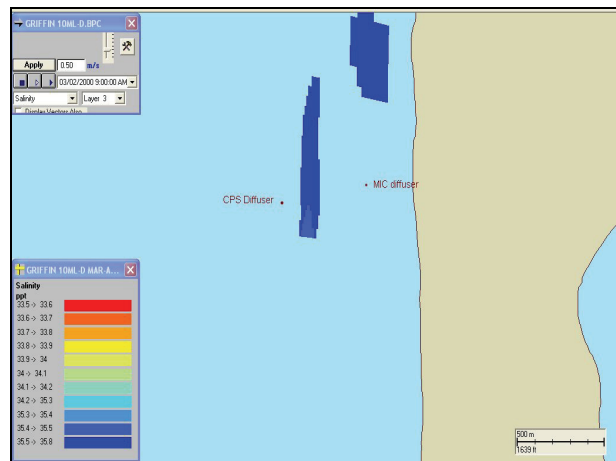 GRIFFIN 10ML-D.BPC
Apply 0.50 m/s
03/02/2000 9:00:00 AM
Salinity Layer 3
Display Vectors Also
CPS Diffuser
MIC diffuser
GRIFFIN 10ML-D MAR-A...
Salinity
ppt
33.5 -> 33.6
33.6 -> 33.7
33.7 -> 33.8
33.8 -> 33.9
33.9 -> 34
34 -> 34.1
34.1 -> 34.2
34.2 -> 35.3
35.3 -> 35.4
35.4 -> 35.5
35.5 -> 35.8
500 m
1639 ft